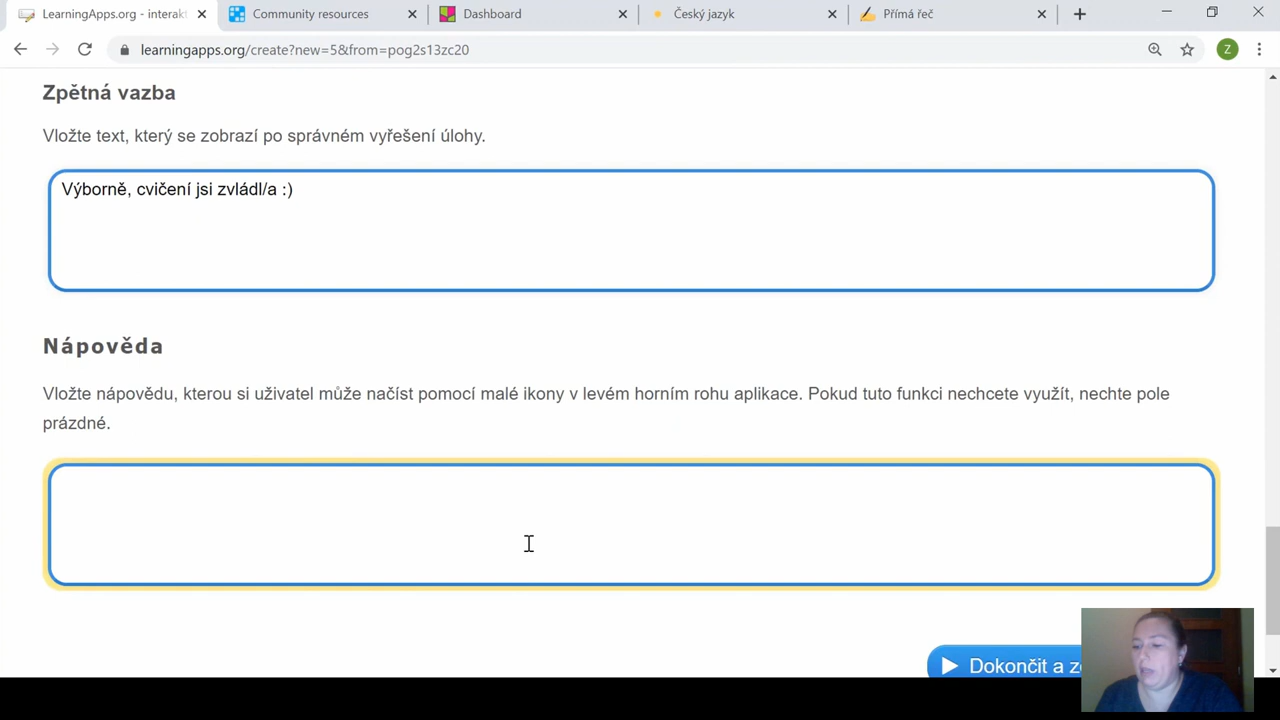 LearningApps.org - interak
Community resources
Dashboard
Český jazyk
Přímá řeč
learningapps.org/create?new=5&from=pog2s13zc20
Z
Zpětná vazba
Vložte text, který se zobrazí po správném vyřešení úlohy.
Výborně, cvičení jsi zvládl/a :)
Nápověda
Vložte nápovědu, kterou si uživatel může načíst pomocí malé ikony v levém horním rohu aplikace. Pokud tuto funkci nechcete využít, nechte pole
prázdné.
Dokončit a z